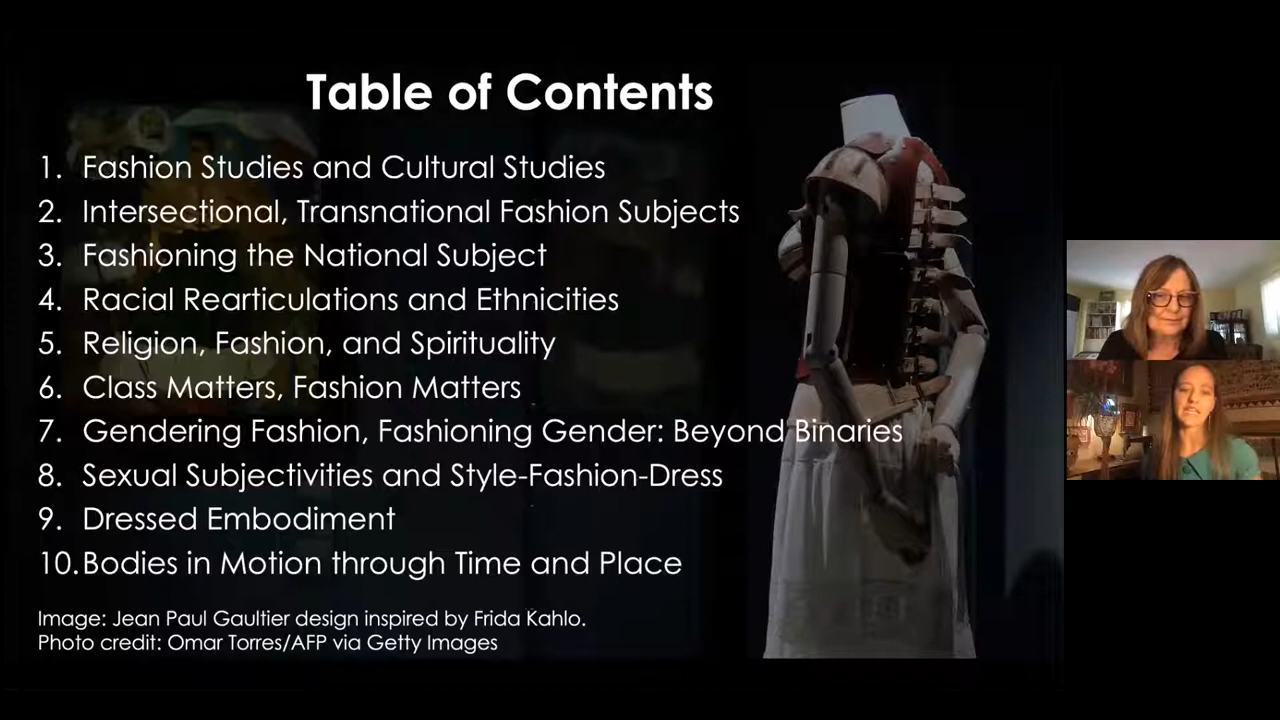 Table of Contents
1. Fashion Studies and Cultural Studies
2. Intersectional, Transnational Fashion Subjects
3. Fashioning the National Subject
4. Racial Rearticulations and Ethnicities
5. Religion, Fashion, and Spirituality
6. Class Matters, Fashion Matters
7. Gendering Fashion, Fashioning Gender: Beyond Binaries
8. Sexual Subjectivities and Style-Fashion-Dress
9. Dressed Embodiment
10. Bodies in Motion through Time and Place
Image: Jean Paul Gaultier design inspired by Frida Kahlo.
Photo credit: Omar Torres/AFP via Getty Images